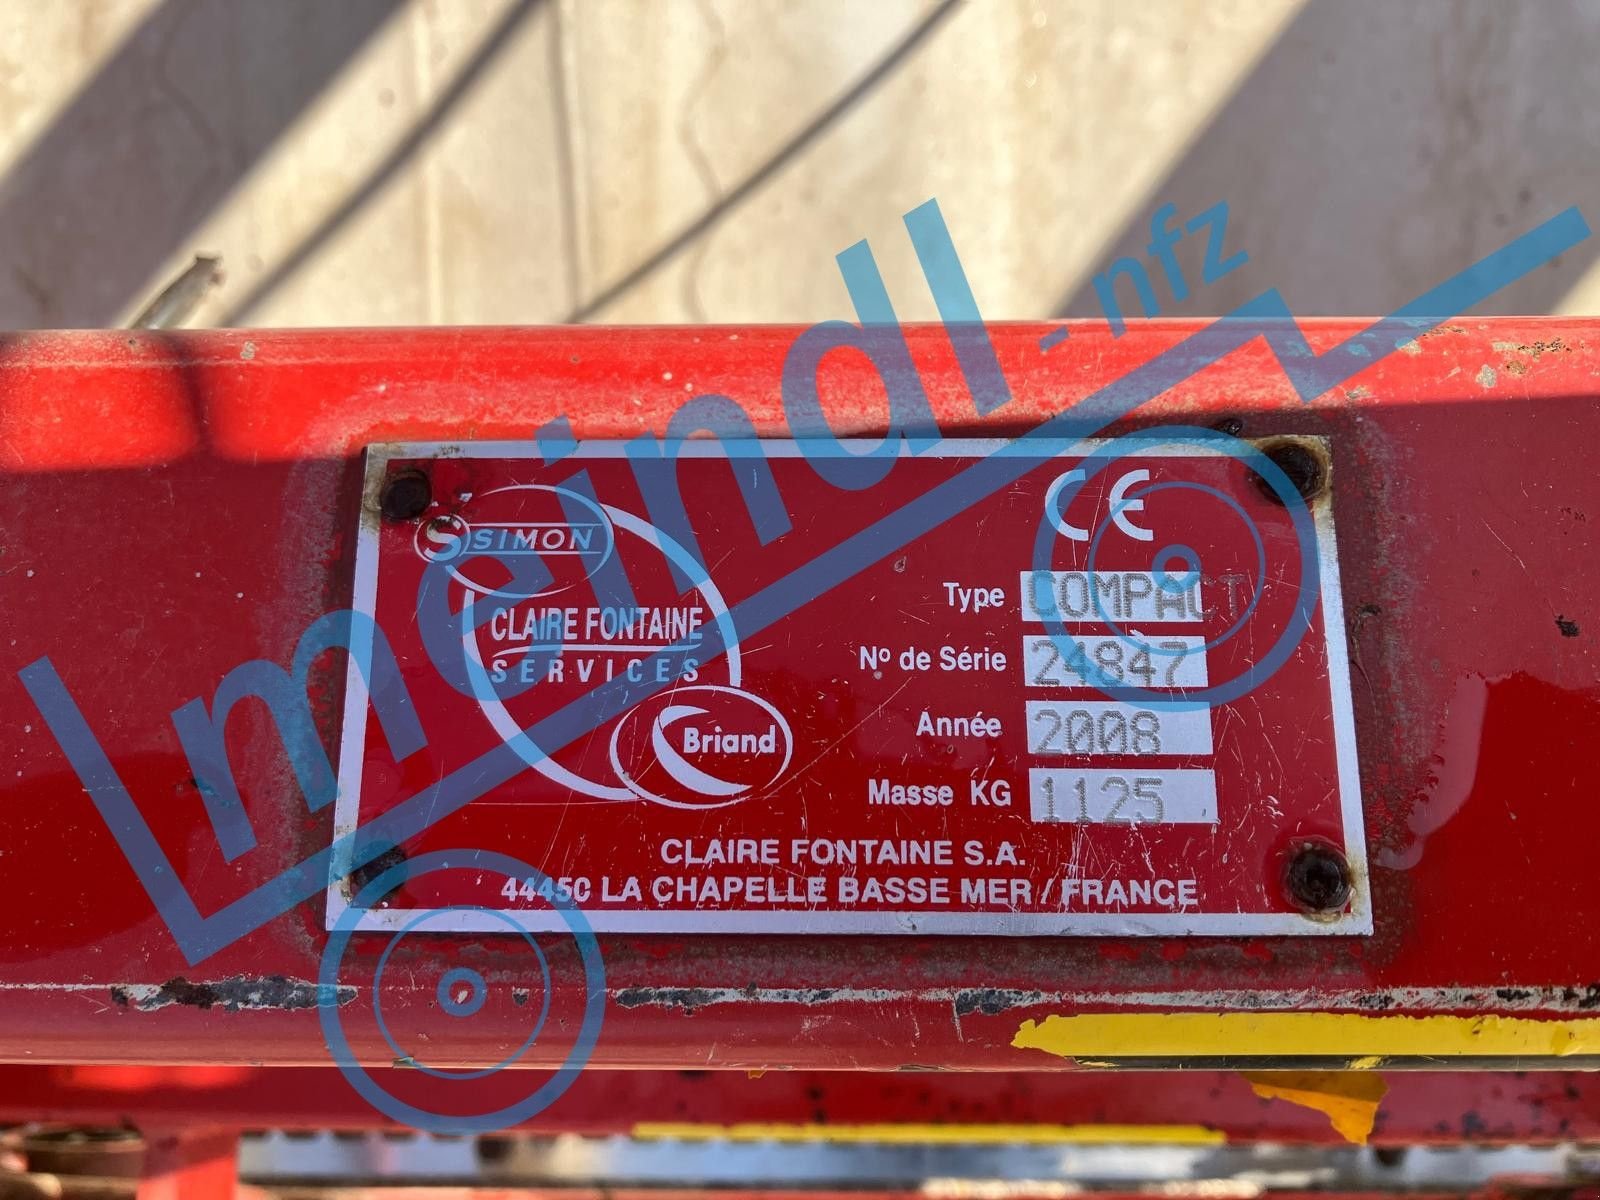 meindl-nfz
S SIMON
CLAIRE FONTAINE
SERVICES
Briand
CE
Type COMPACT
Nº de Série 24847
Année 2008
Masse KG 1125
CLAIRE FONTAINE S.A.
44450 LA CHAPELLE BASSE MER / FRANCE